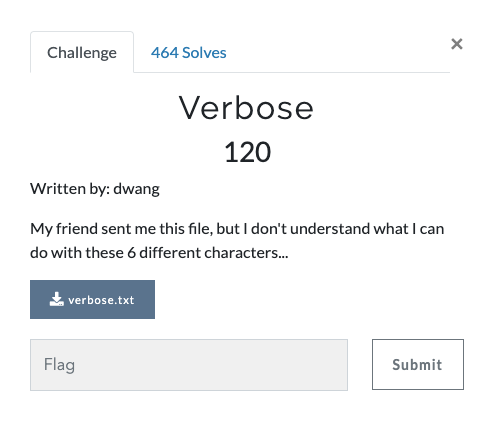 Challenge
464 Solves
×
Verbose
120
Written by: dwang
My friend sent me this file, but I don't understand what I can
do with these 6 different characters...
verbose.txt
Flag
Submit